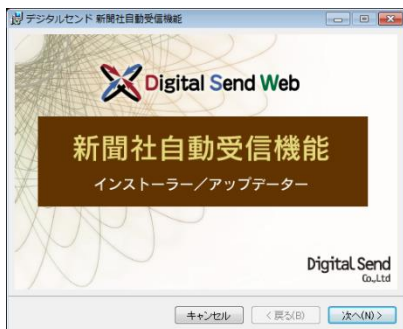 デジタルセンド 新聞社自動受信機能
Digital Send Web
新聞社自動受信機能
インストーラー／アップデーター
Digital Send
Co.,Ltd
キャンセル
< 戻る(B)
次へ(N) >